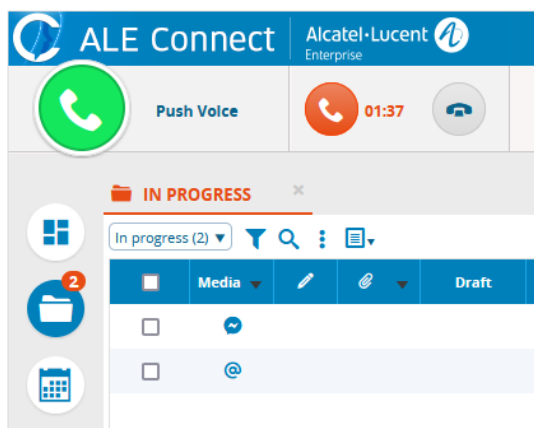 ALE Connect
Alcatel·Lucent
Enterprise
Push Voice
01:37
IN PROGRESS
In progress (2)
2
Media
Draft
@